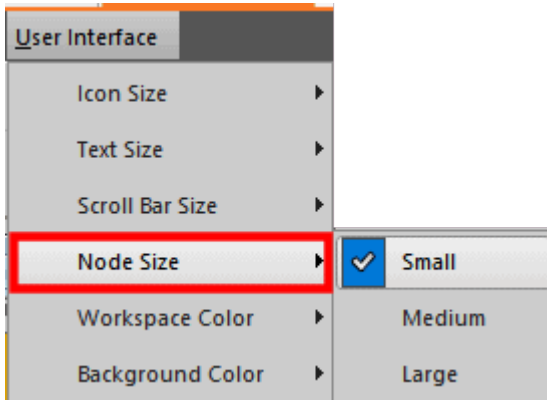 User Interface
Icon Size
Text Size
Scroll Bar Size
Node Size
Small
Workspace Color
Medium
Background Color
Large